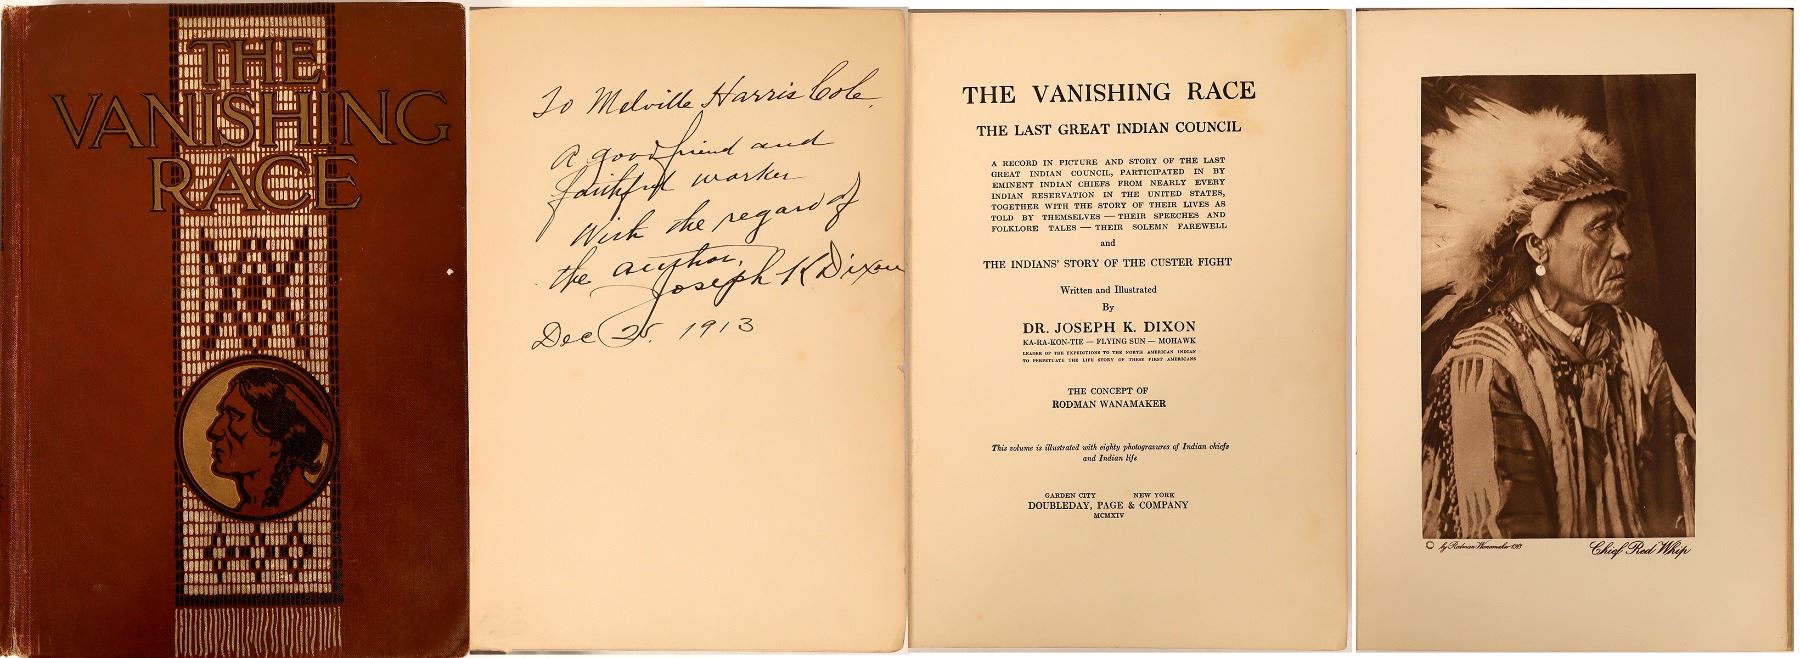 THE
VANISHING
RACE
To Melville Harris Cole,
A good friend and
faithful worker
With the regard of
the author,
Joseph K Dixon
Dec 25, 1913
THE VANISHING RACE
THE LAST GREAT INDIAN COUNCIL
A RECORD IN PICTURE AND STORY OF THE LAST
GREAT INDIAN COUNCIL, PARTICIPATED IN BY
EMINENT INDIAN CHIEFS FROM NEARLY EVERY
INDIAN RESERVATION IN THE UNITED STATES,
TOGETHER WITH THE STORY OF THEIR LIVES AS
TOLD BY THEMSELVES — THEIR SPEECHES AND
FOLKLORE TALES — THEIR SOLEMN FAREWELL
and
THE INDIANS' STORY OF THE CUSTER FIGHT
Written and Illustrated
By
DR. JOSEPH K. DIXON
KA-RA-KON-TIE — FLYING SUN — MOHAWK
LEADER OF THE EXPEDITIONS TO THE NORTH AMERICAN INDIAN
TO PERPETUATE THE LIFE STORY OF THESE FIRST AMERICANS
THE CONCEPT OF
RODMAN WANAMAKER
This volume is illustrated with eighty photogravures of Indian chiefs
and Indian life
GARDEN CITY NEW YORK
DOUBLEDAY, PAGE & COMPANY
MCMXIV
© by Rodman Wanamaker 1913
Chief Red Whip